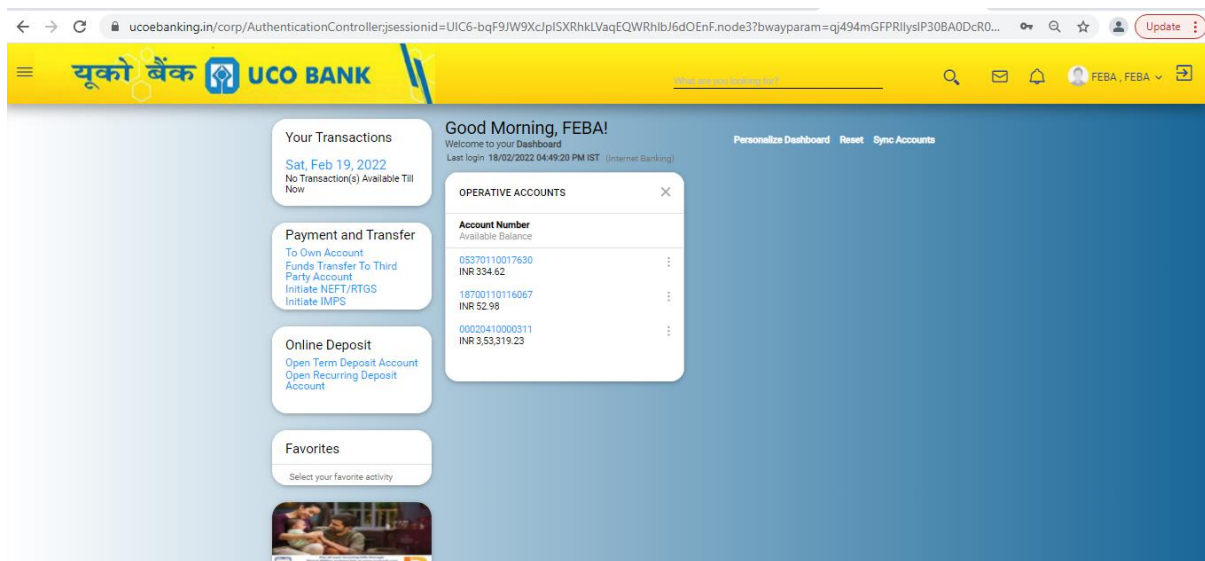 ucoebanking.in/corp/AuthenticationController;jsessionid=UIC6-bqF9JW9XcJpISXRhkLVaqEQWRhIbJ6dOEnF.node3?bwayparam=qj494mGFPRIlyslP30BA0DcR0...
Update
यूको बैंक UCO BANK
What are you looking for?
FEBA , FEBA
Your Transactions
Sat, Feb 19, 2022
No Transaction(s) Available Till
Now
Payment and Transfer
To Own Account
Funds Transfer To Third
Party Account
Initiate NEFT/RTGS
Initiate IMPS
Online Deposit
Open Term Deposit Account
Open Recurring Deposit
Account
Favorites
Select your favorite activity
Good Morning, FEBA!
Welcome to your Dashboard
Last login 18/02/2022 04:49:20 PM IST (Internet Banking)
OPERATIVE ACCOUNTS
Account Number
Available Balance
05370110017630
INR 334.62
18700110116067
INR 52.98
00020410000311
INR 3,53,319.23
Personalize Dashboard Reset Sync Accounts